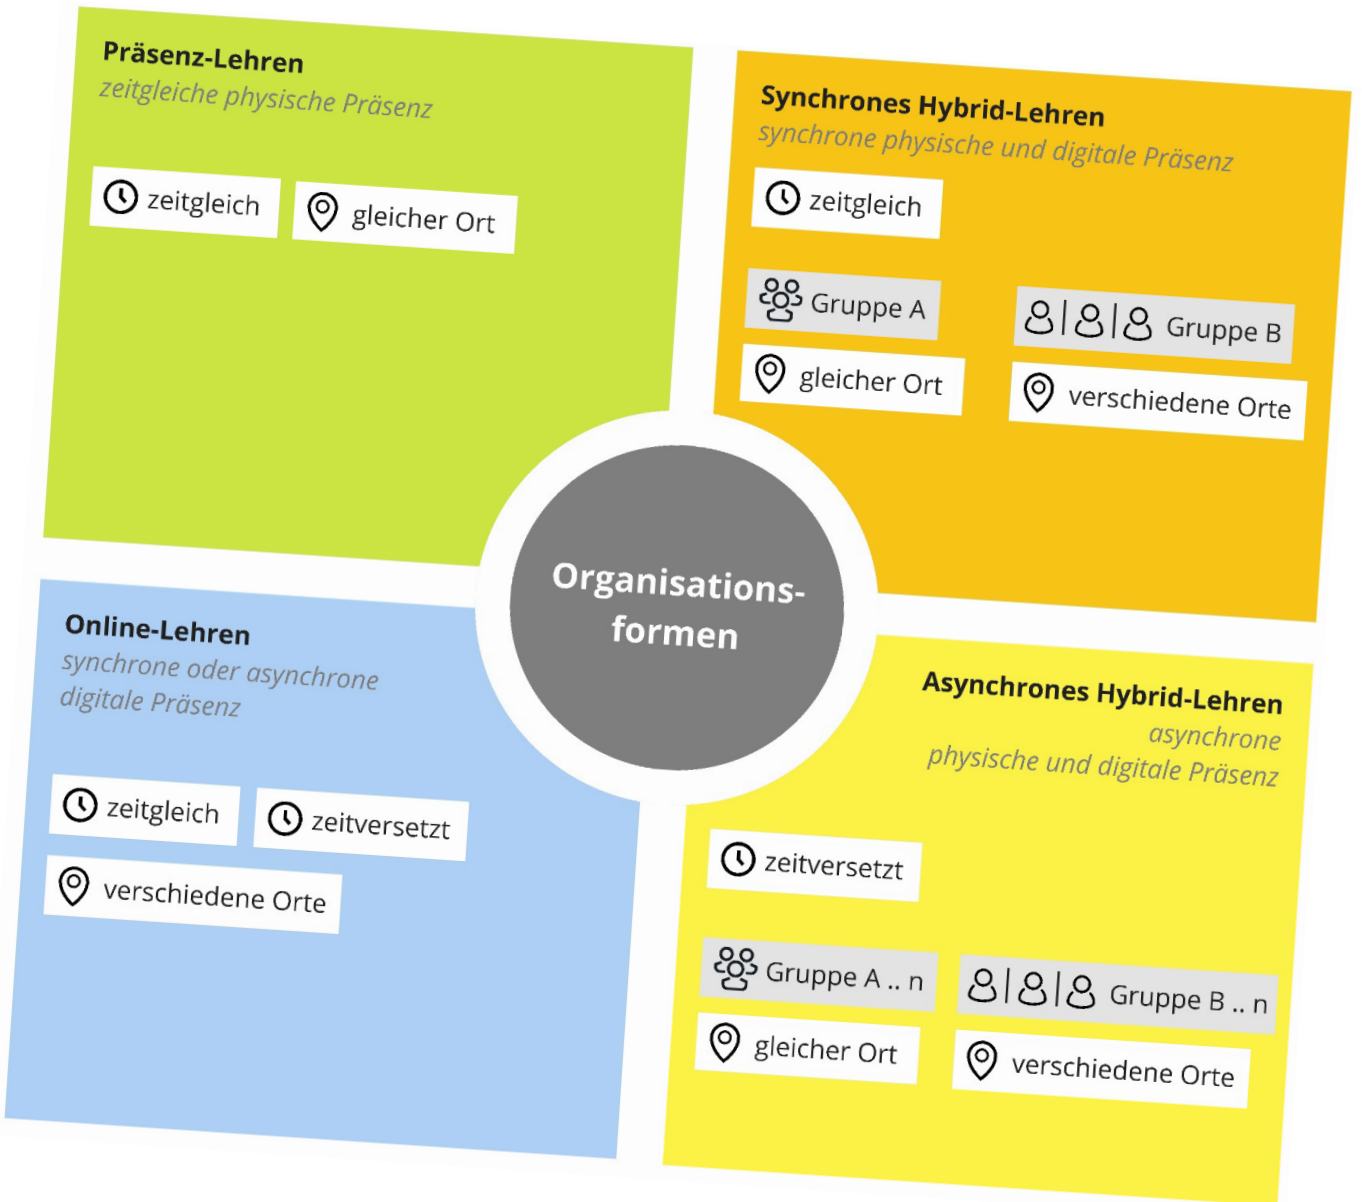 Präsenz-Lehren
zeitgleiche physische Präsenz
zeitgleich
gleicher Ort
Synchrones Hybrid-Lehren
synchrone physische und digitale Präsenz
zeitgleich
Gruppe A
Gruppe B
gleicher Ort
verschiedene Orte
Organisations-
formen
Online-Lehren
synchrone oder asynchrone
digitale Präsenz
zeitgleich
zeitversetzt
verschiedene Orte
Asynchrones Hybrid-Lehren
asynchrone
physische und digitale Präsenz
zeitversetzt
Gruppe A .. n
Gruppe B .. n
gleicher Ort
verschiedene Orte